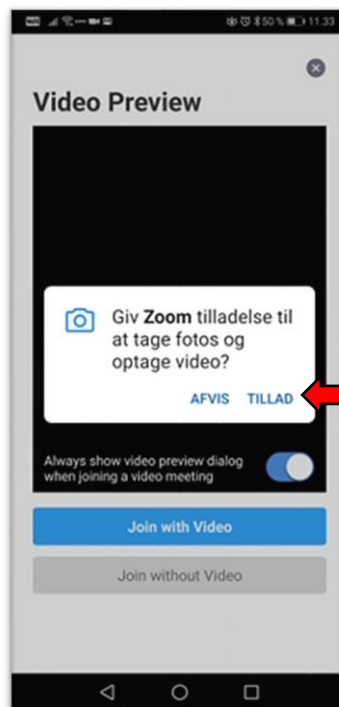 50 % 11.33
Video Preview
Giv Zoom tilladelse til
at tage fotos og
optage video?
AFVIS TILLAD
Always show video preview dialog
when joining a video meeting
Join with Video
Join without Video